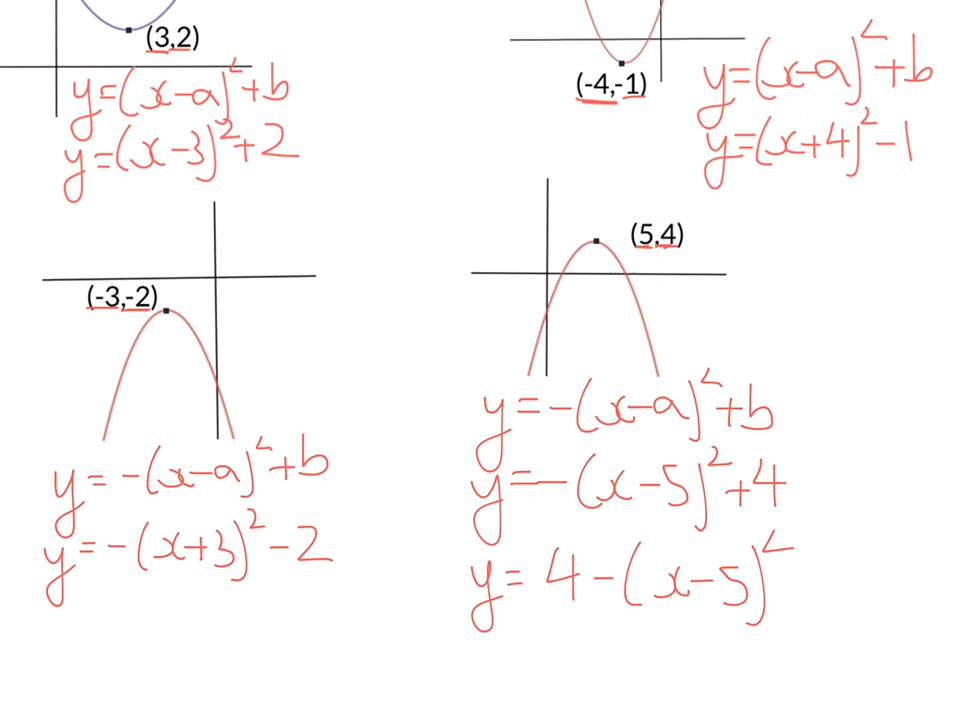 (3,2)
y=(x-a)²+b
y=(x-3)²+2
(-4,-1)
y=(x-a)²+b
y=(x+4)²-1
(-3,-2)
y=-(x-a)²+b
y=-(x+3)²-2
(5,4)
y=-(x-a)²+b
y=-(x-5)²+4
y=4-(x-5)²